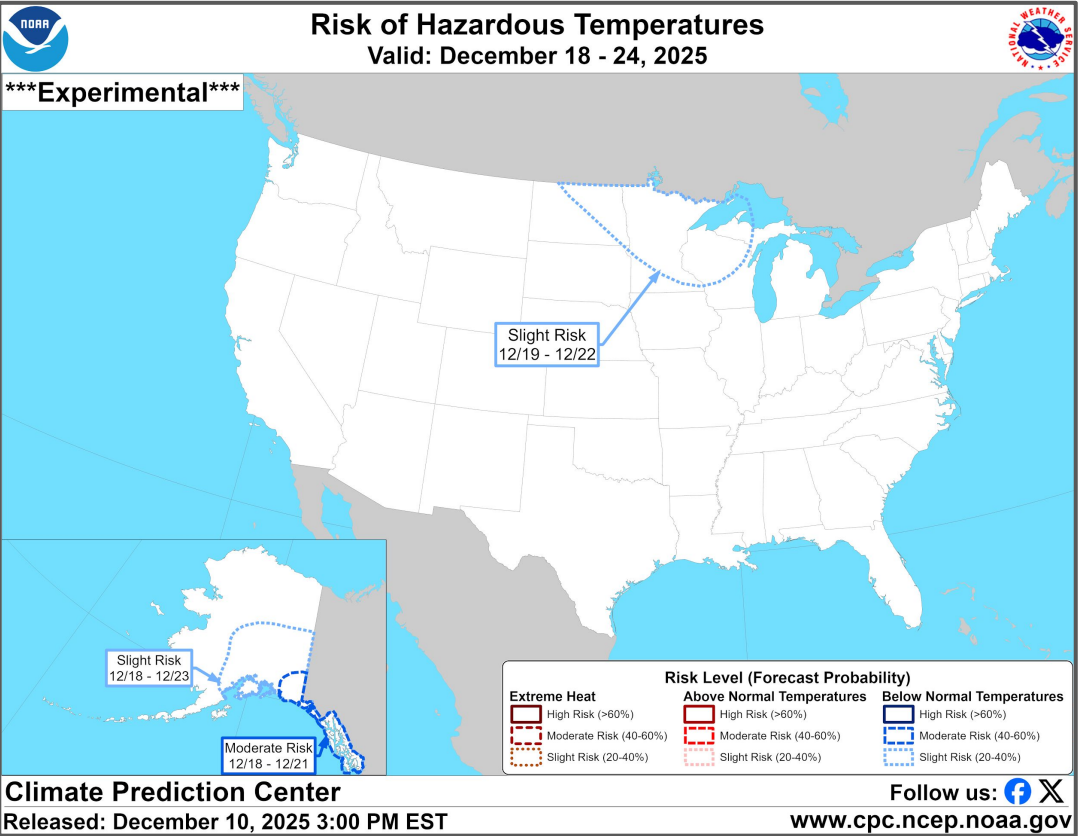 NOAA
Risk of Hazardous Temperatures
Valid: December 18 - 24, 2025
NATIONAL WEATHER SERVICE
***Experimental***
Slight Risk
12/19 - 12/22
Slight Risk
12/18 - 12/23
Moderate Risk
12/18 - 12/21
Risk Level (Forecast Probability)
Extreme Heat
High Risk (>60%)
Moderate Risk (40-60%)
Slight Risk (20-40%)
Above Normal Temperatures
High Risk (>60%)
Moderate Risk (40-60%)
Slight Risk (20-40%)
Below Normal Temperatures
High Risk (>60%)
Moderate Risk (40-60%)
Slight Risk (20-40%)
Climate Prediction Center
Released: December 10, 2025 3:00 PM EST
Follow us:
www.cpc.ncep.noaa.gov